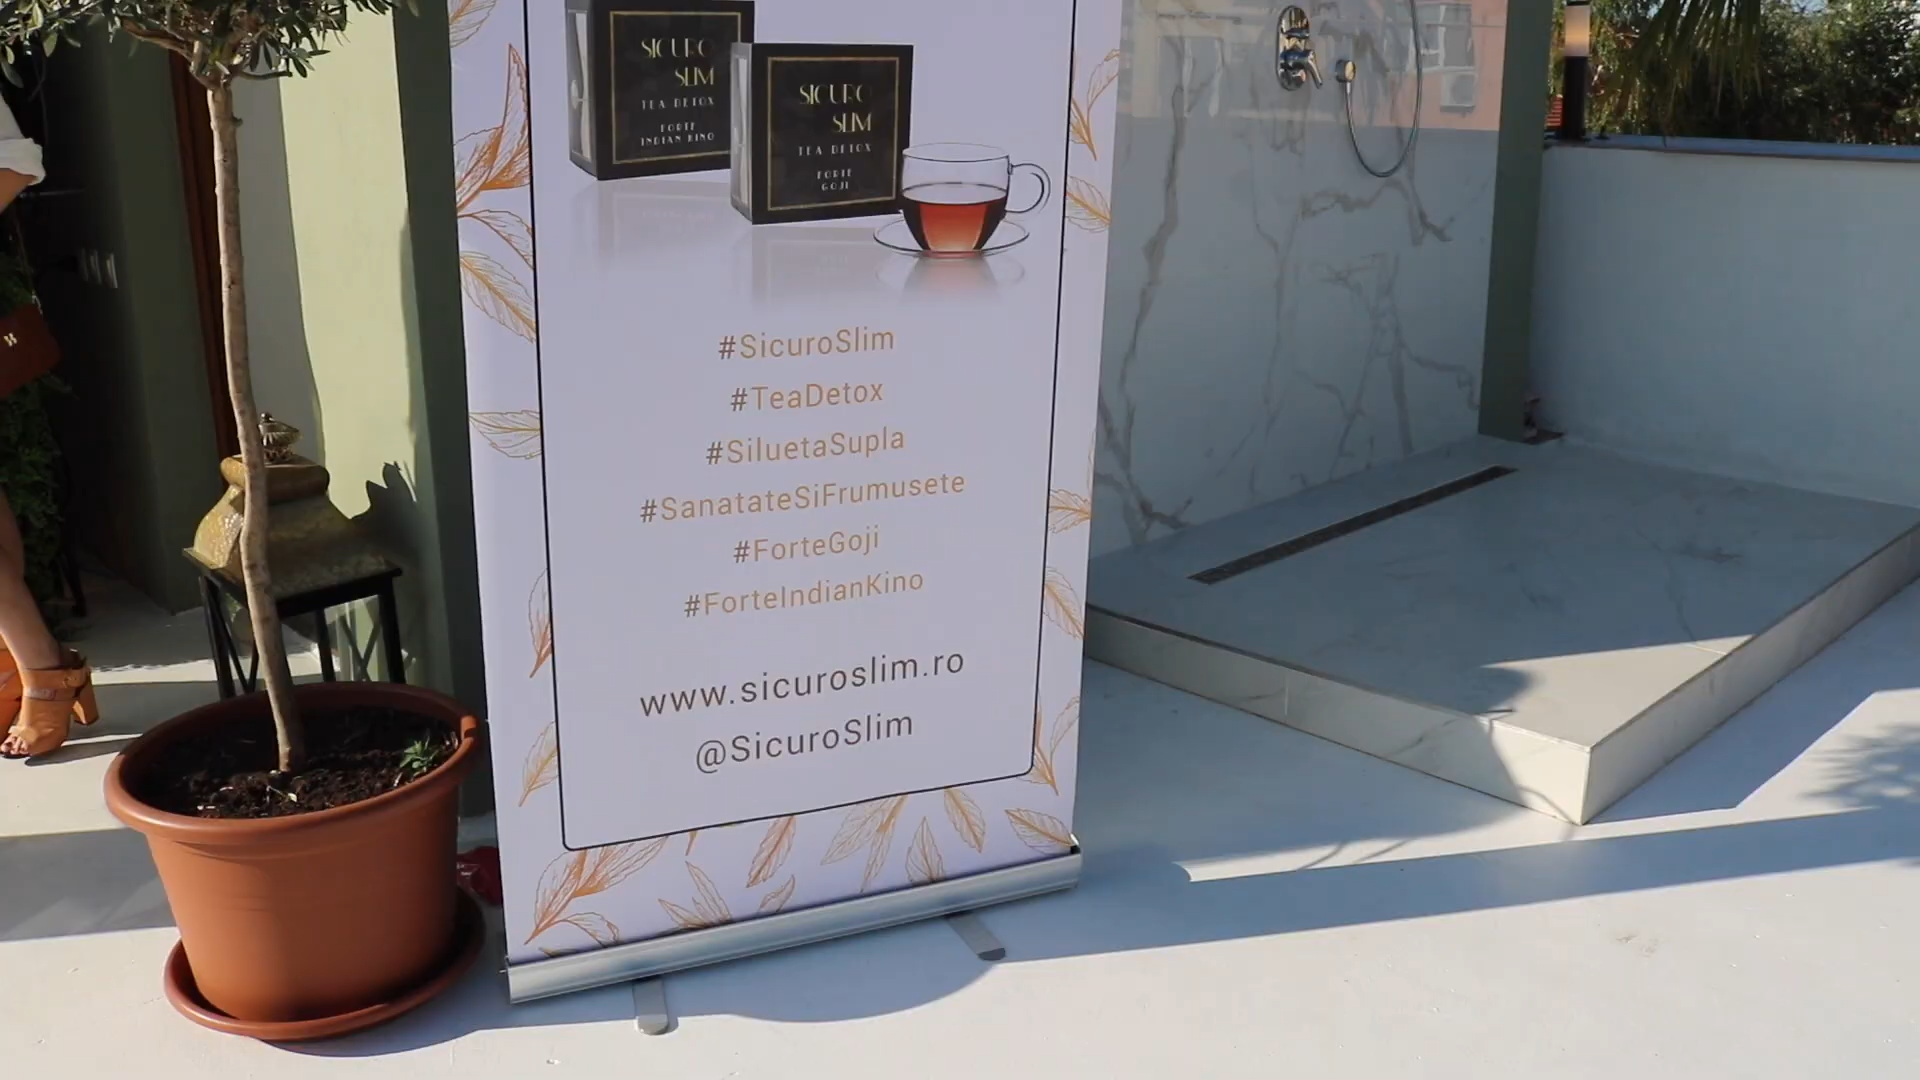 SICURO
SLIM
TEA DETOX
FORTE
INDIAN KINO
SICURO
SLIM
TEA DETOX
FORTE
GOJI
#SicuroSlim
#TeaDetox
#SiluetaSupla
#SanatateSiFrumusete
#ForteGoji
#ForteIndianKino
www.sicuroslim.ro
@SicuroSlim